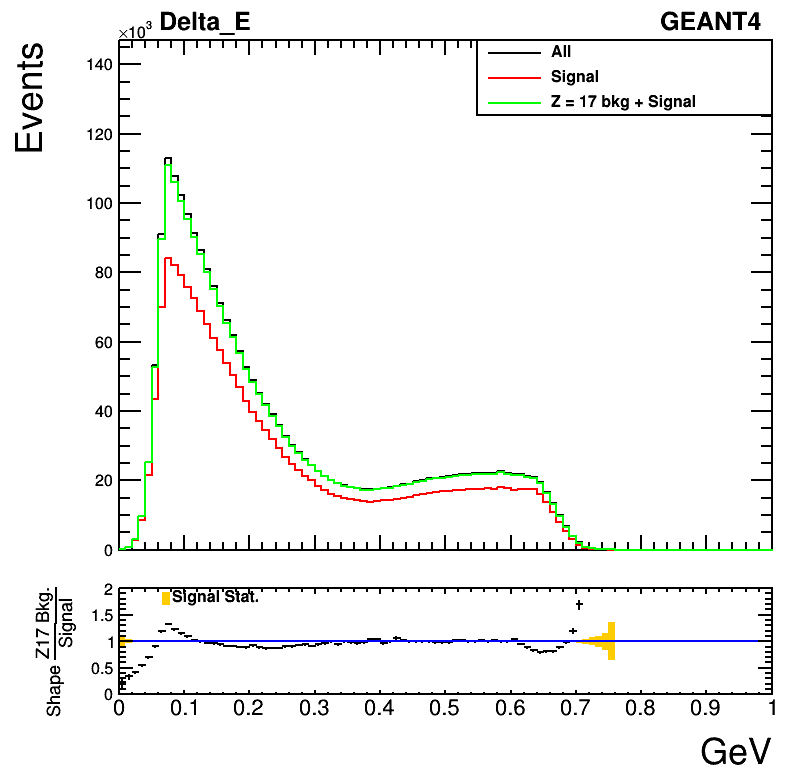 ×10³ Delta_E GEANT4
Events
140
120
100
80
60
40
20
0
All
Signal
Z = 17 bkg + Signal
Shape Z17 Bkg. / Signal
2
1.5
1
0.5
0
Signal Stat.
0 0.1 0.2 0.3 0.4 0.5 0.6 0.7 0.8 0.9 1
GeV